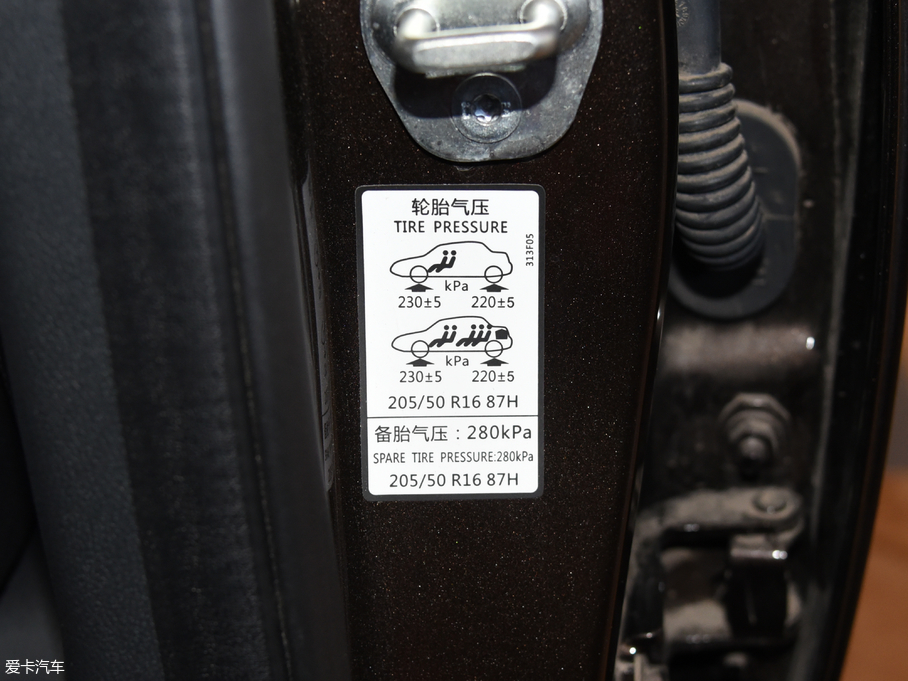 轮胎气压
TIRE PRESSURE
313F05
kPa
230±5 220±5
kPa
230±5 220±5
205/50 R16 87H
备胎气压：280kPa
SPARE TIRE PRESSURE:280kPa
205/50 R16 87H
爱卡汽车